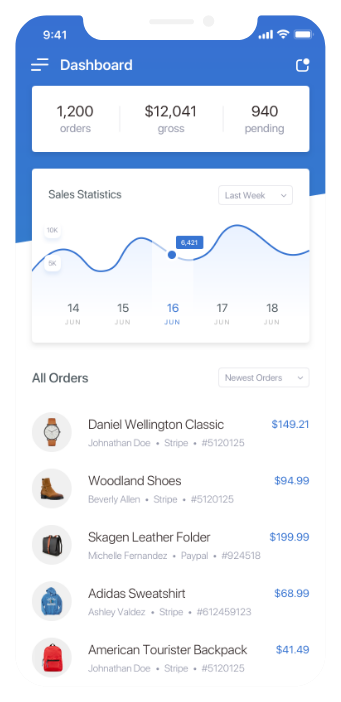 9:41
Dashboard
1,200 $12,041 940
orders gross pending
Sales Statistics Last Week
10K
6,421
5K
14 15 16 17 18
JUN JUN JUN JUN JUN
All Orders Newest Orders
Daniel Wellington Classic $149.21
Johnathan Doe • Stripe • #5120125
Woodland Shoes $94.99
Beverly Allen • Stripe • #5120125
Skagen Leather Folder $199.99
Michelle Fernandez • Paypal • #924518
Adidas Sweatshirt $68.99
Ashley Valdez • Stripe • #612459123
American Tourister Backpack $41.49
Johnathan Doe • Stripe • #5120125